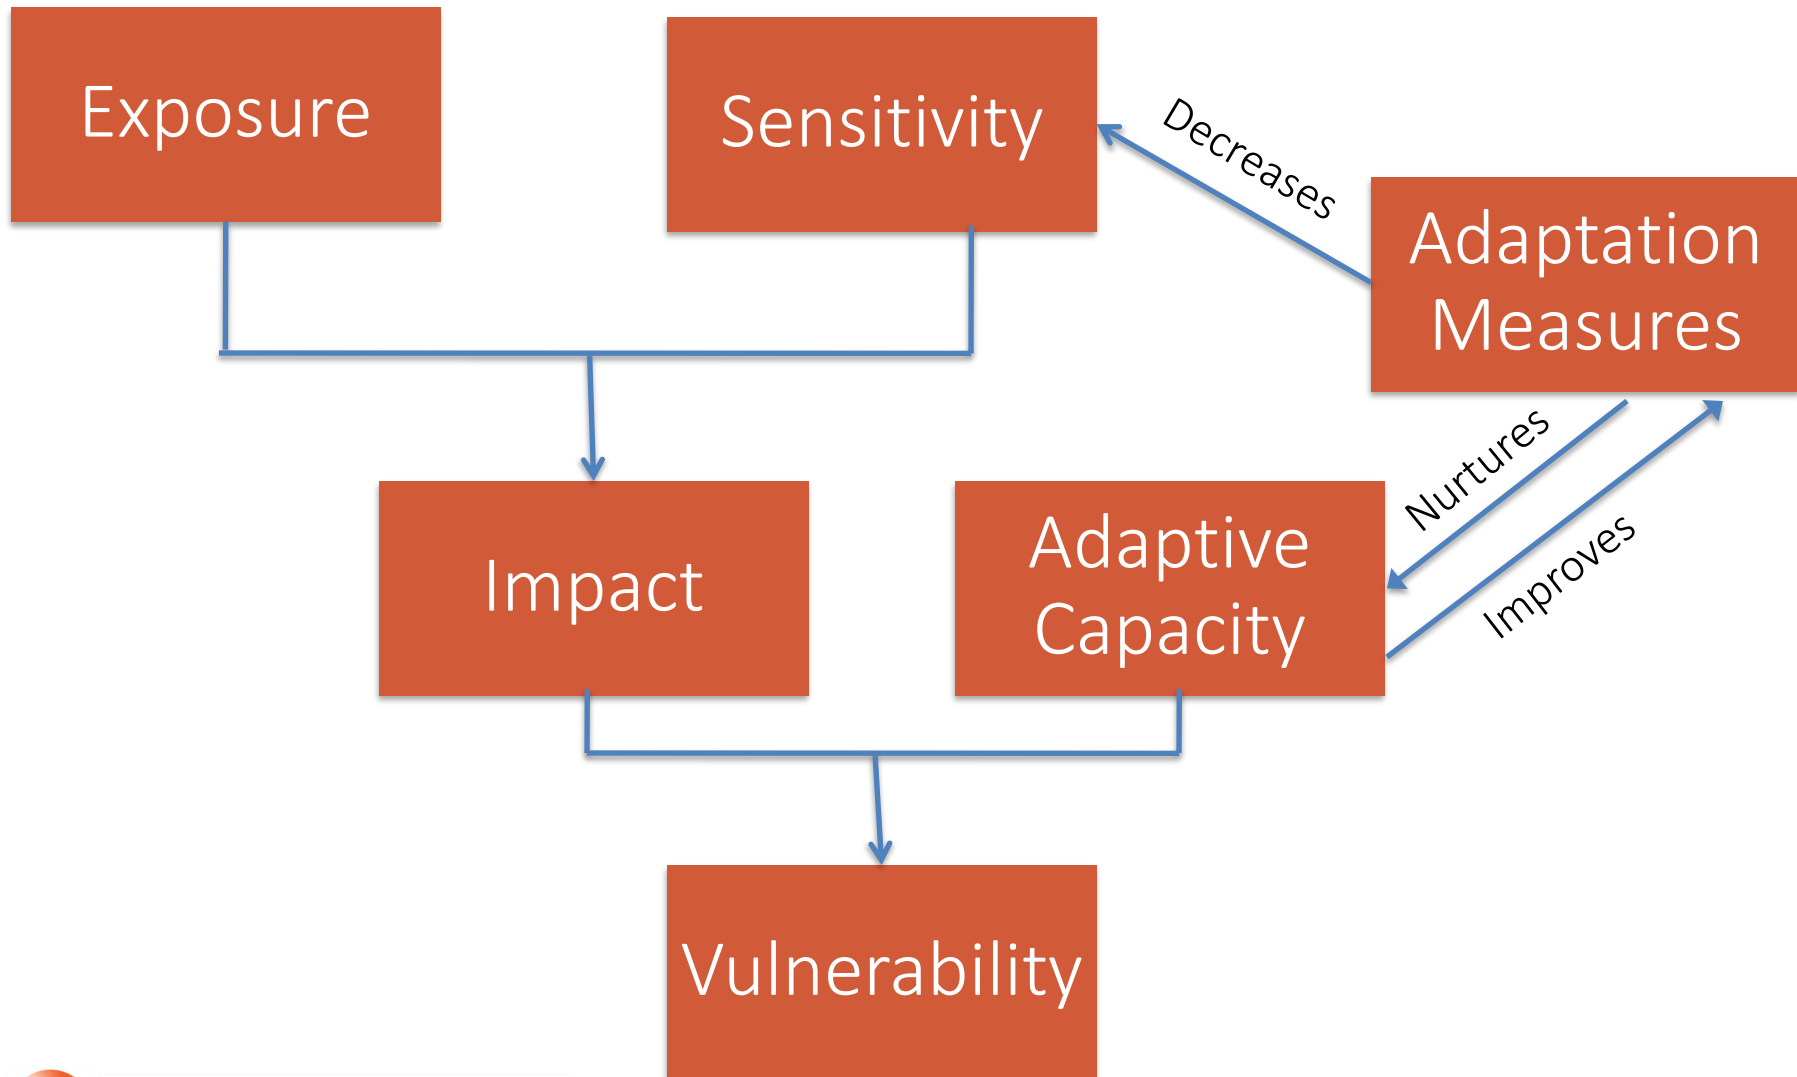 Exposure
Sensitivity
Decreases
Adaptation
Measures
Nurtures
Improves
Impact
Adaptive
Capacity
Vulnerability